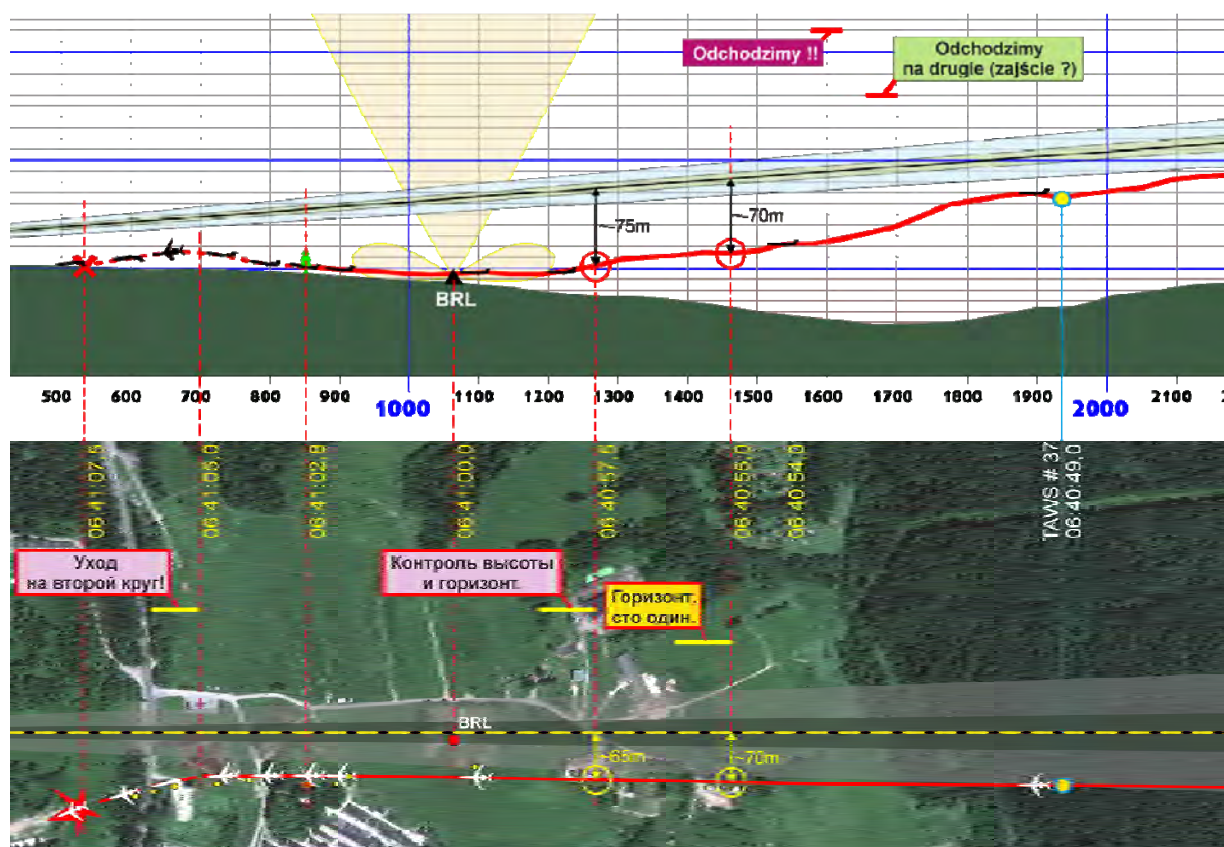 Odchodzimy !!
Odchodzimy
na drugie (zajście ?)
~75m
~70m
BRL
500 600 700 800 900 1000 1100 1200 1300 1400 1500 1600 1700 1800 1900 2000 2100
06:41:07,5
06:41:05,0
06:41:02,8
06:41:00,0
06:40:57,5
06:40:55,0
06:40:54,0
TAWS # 37
06:40:49,0
Уход
на второй круг!
Контроль высоты
и горизонт.
Горизонт,
сто один.
BRL
~65m
~70m